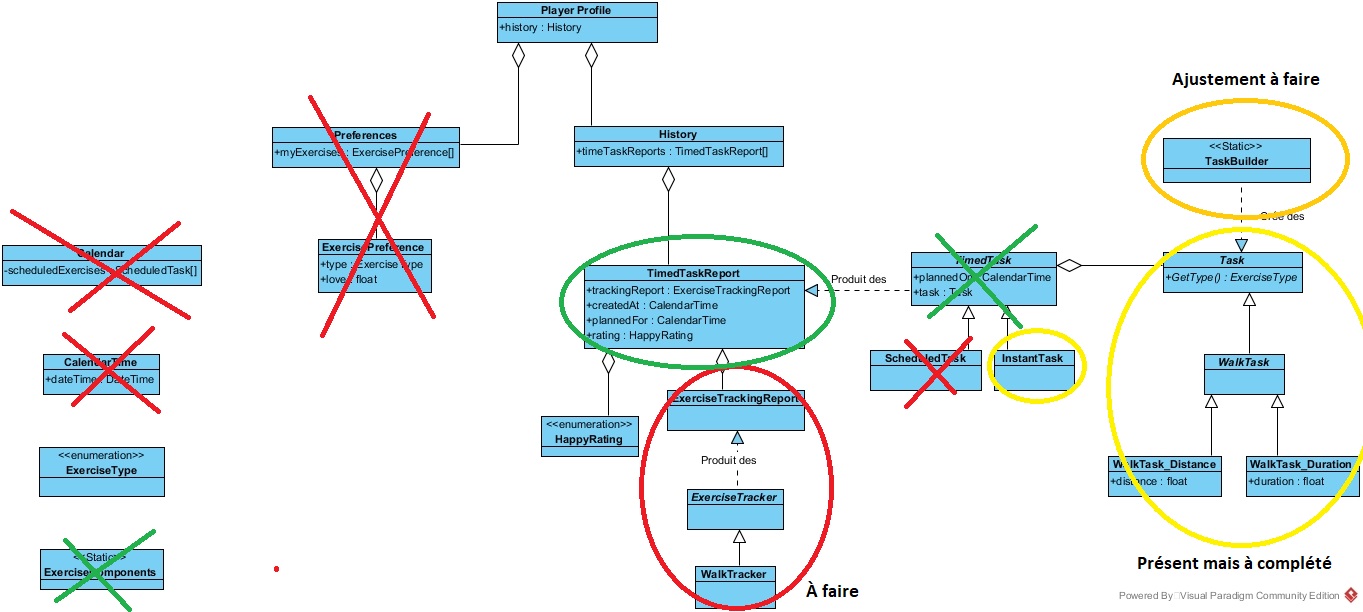 Player Profile
+history : History
Ajustement à faire
Preferences
+myExercises : ExercisePreference[]
History
+timeTaskReports : TimedTaskReport[]
<<Static>>
TaskBuilder
Crée des
Calendar
-scheduledExercises : ScheduledTask[]
ExercisePreference
+type : ExerciseType
+love : float
TimedTaskReport
+trackingReport : ExerciseTrackingReport
+createdAt : CalendarTime
+plannedFor : CalendarTime
+rating : HappyRating
Produit des
TimedTask
+plannedOn : CalendarTime
+task : Task
Task
+GetType() : ExerciseType
CalendarTime
+dateTime : DateTime
ScheduledTask
InstantTask
WalkTask
ExerciseTrackingReport
<<enumeration>>
HappyRating
<<enumeration>>
ExerciseType
Produit des
WalkTask_Distance
+distance : float
WalkTask_Duration
+duration : float
ExerciseTracker
<<Static>>
ExerciseComponents
WalkTracker
À faire
Présent mais à complété
Powered By Visual Paradigm Community Edition